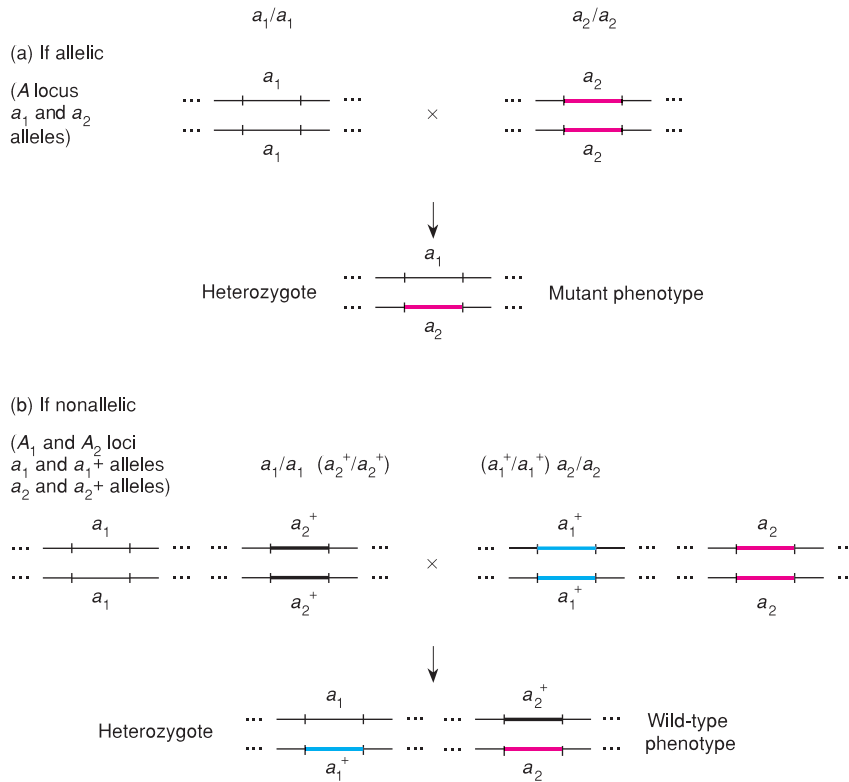 a₁/a₁ a₂/a₂
(a) If allelic
(A locus
a₁ and a₂
alleles)
a₁ a₂
... ... × ... ...
... ... ... ...
a₁ a₂
a₁
... ...
Heterozygote ... ... Mutant phenotype
a₂
(b) If nonallelic
(A₁ and A₂ loci
a₁ and a₁+ alleles
a₂ and a₂+ alleles)
a₁/a₁ (a₂⁺/a₂⁺) (a₁⁺/a₁⁺) a₂/a₂
a₁ a₂⁺ a₁⁺ a₂
... ... ... ... × ... ... ... ...
... ... ... ... ... ... ... ...
a₁ a₂⁺ a₁⁺ a₂
a₁ a₂⁺
... ... ... ...
Heterozygote ... ... ... ... Wild-type
phenotype
a₁⁺ a₂